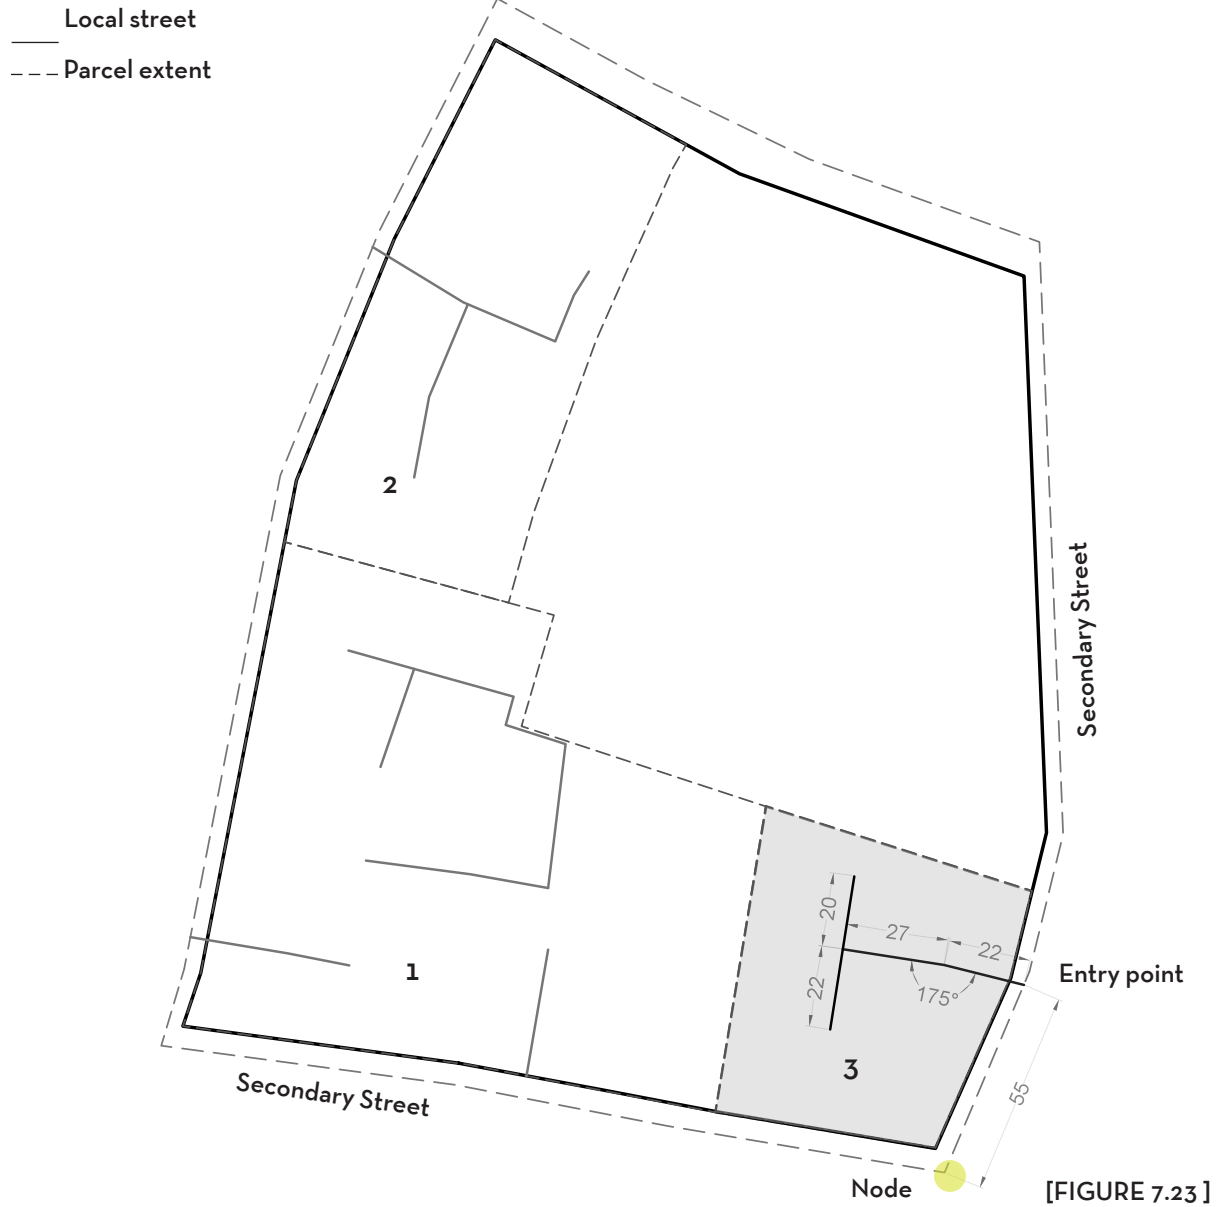 Local street
Parcel extent
2
Secondary Street
20
27
22
22
175°
Entry point
1
3
55
Secondary Street
Node
[FIGURE 7.23 ]